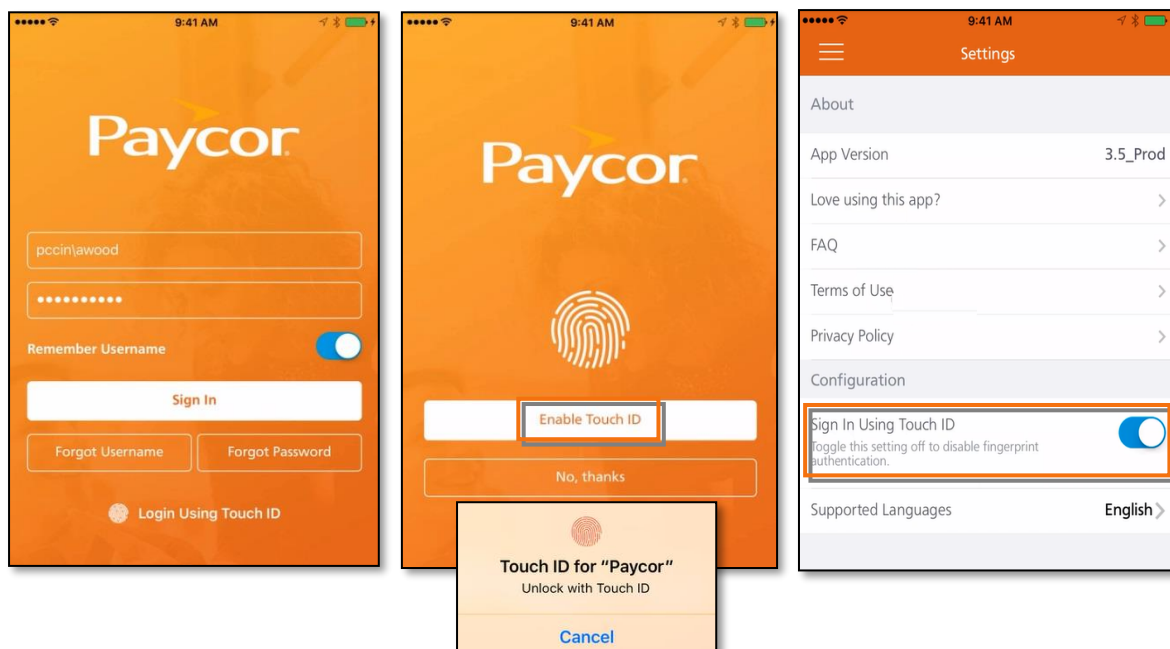 9:41 AM
Paycor
pccin\awood
••••••••••
Remember Username
Sign In
Forgot Username
Forgot Password
Login Using Touch ID
9:41 AM
Paycor
Enable Touch ID
No, thanks
Touch ID for "Paycor"
Unlock with Touch ID
Cancel
9:41 AM
Settings
About
App Version 3.5_Prod
Love using this app?
FAQ
Terms of Use
Privacy Policy
Configuration
Sign In Using Touch ID
Toggle this setting off to disable fingerprint
authentication.
Supported Languages English